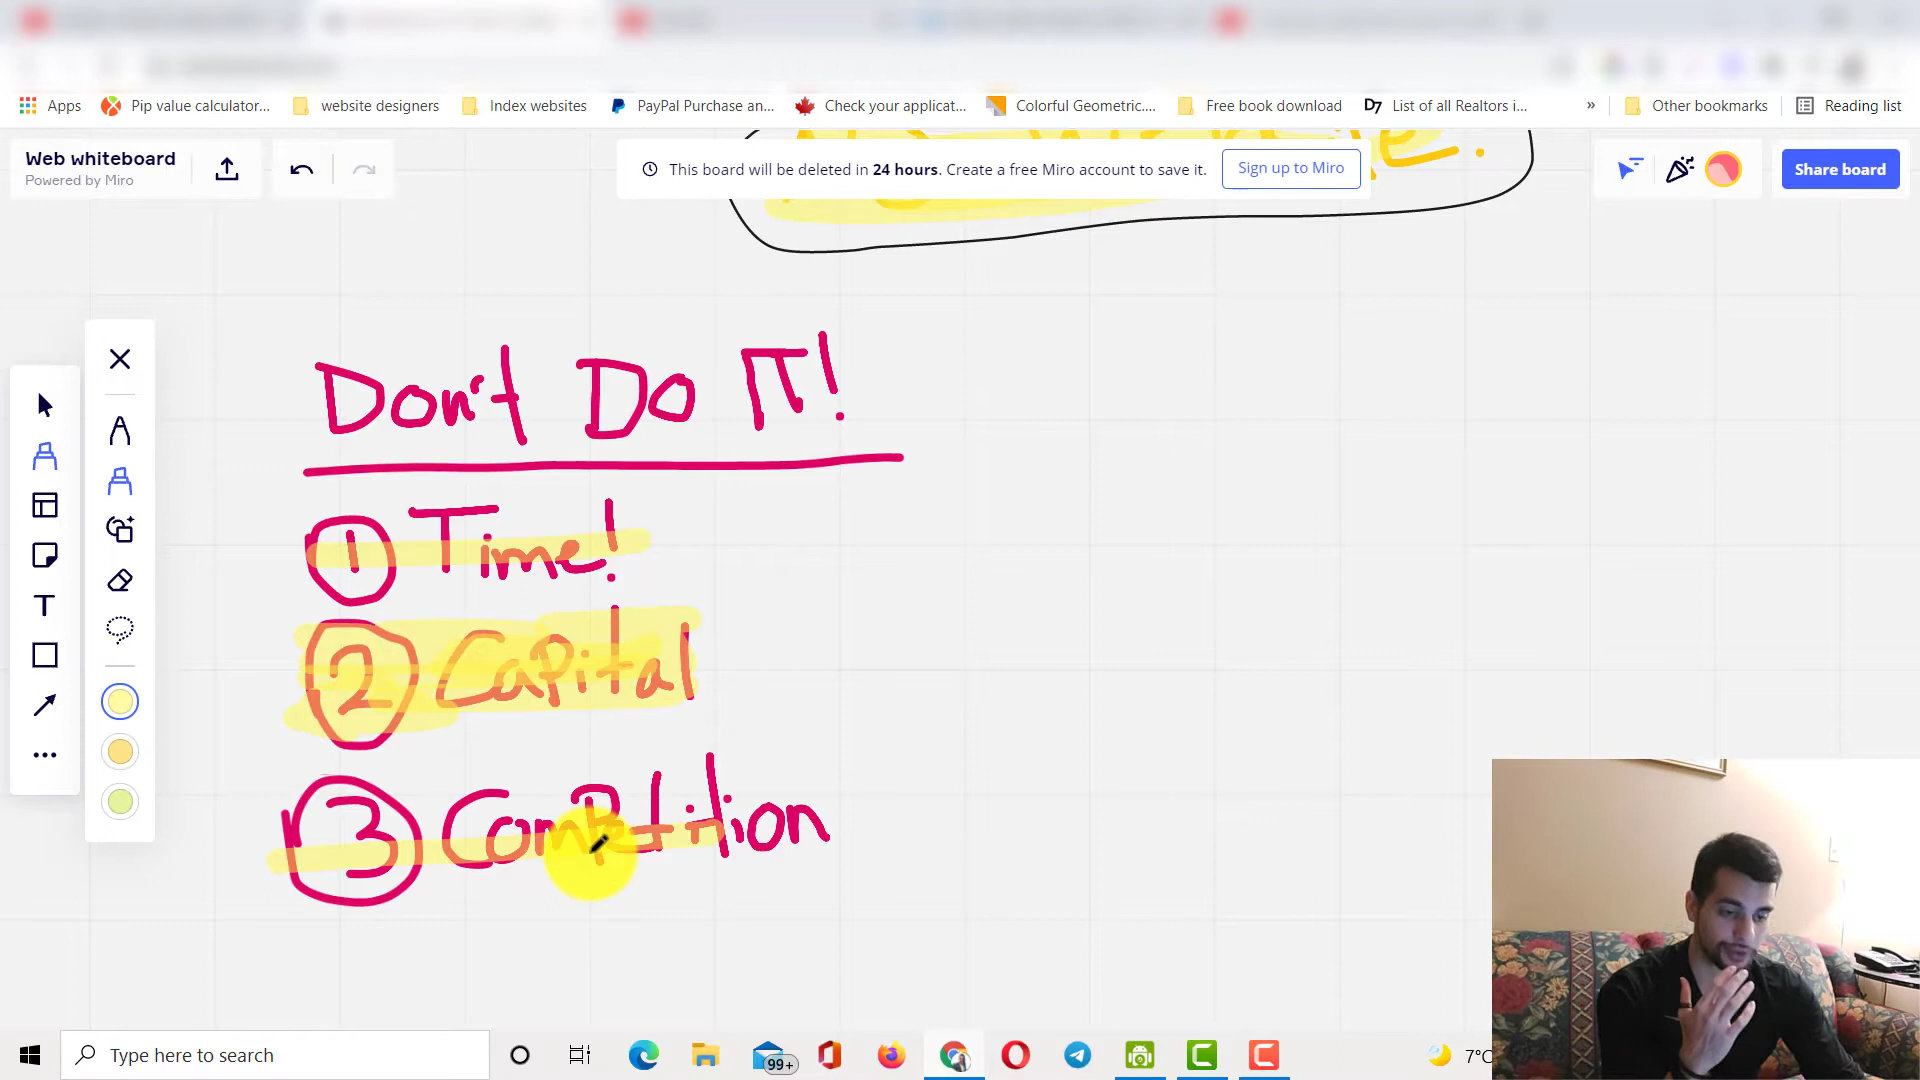 Apps
Pip value calculator...
website designers
Index websites
PayPal Purchase an...
Check your applicat...
Colorful Geometric....
Free book download
D7 List of all Realtors i...
»
Other bookmarks
Reading list
Web whiteboard
Powered by Miro
This board will be deleted in 24 hours. Create a free Miro account to save it.
Sign up to Miro
Share board
Don't Do IT!
1 Time!
2 Capital
3 Competition
T
Type here to search
99+
7°C